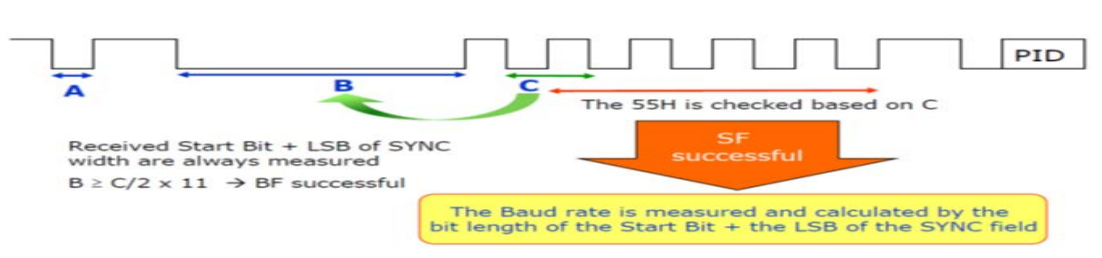 PID
A
B
C
The 55H is checked based on C
Received Start Bit + LSB of SYNC
width are always measured
B ≥ C/2 x 11 → BF successful
SF
successful
The Baud rate is measured and calculated by the
bit length of the Start Bit + the LSB of the SYNC field